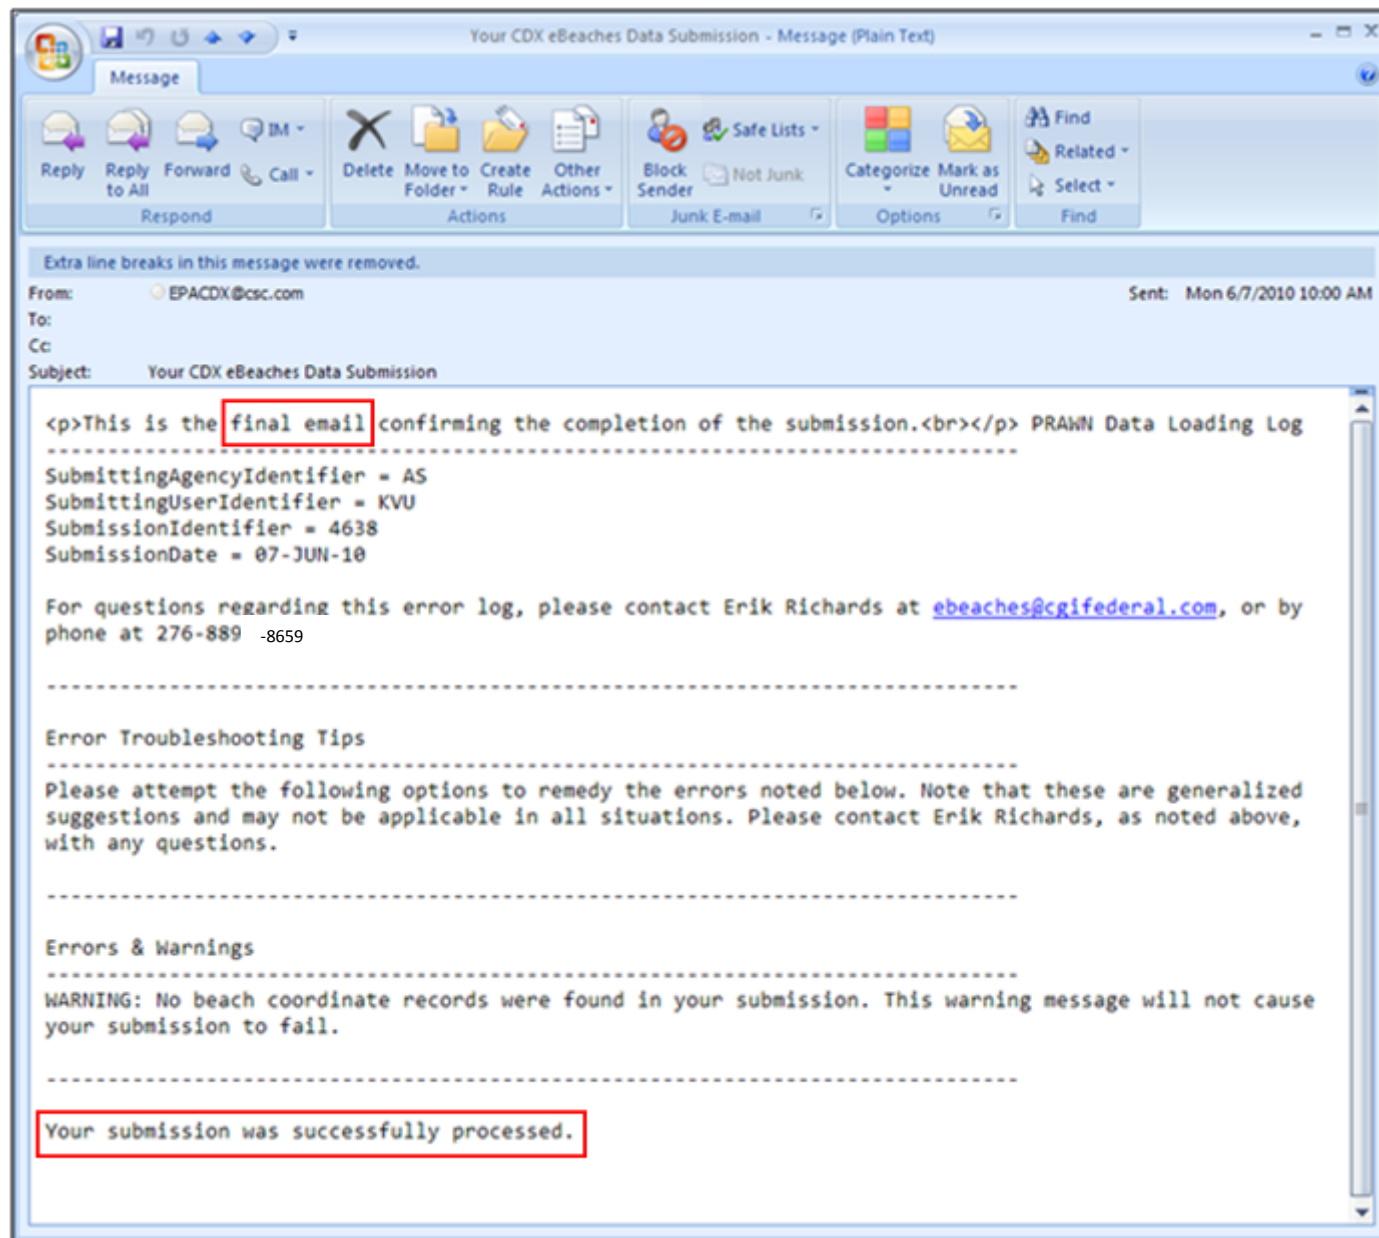 Your CDX eBeaches Data Submission - Message (Plain Text)
Message
Reply
Reply to All
Forward
IM
Call
Respond
Delete
Move to Folder
Create Rule
Other Actions
Actions
Block Sender
Safe Lists
Not Junk
Junk E-mail
Categorize
Mark as Unread
Options
Find
Related
Select
Find
Extra line breaks in this message were removed.
From: EPACDX@csc.com Sent: Mon 6/7/2010 10:00 AM
To:
Cc:
Subject: Your CDX eBeaches Data Submission
<p>This is the final email confirming the completion of the submission.<br></p> PRAWN Data Loading Log
--------------------------------------------------------------------------------
SubmittingAgencyIdentifier = AS
SubmittingUserIdentifier = KVU
SubmissionIdentifier = 4638
SubmissionDate = 07-JUN-10
For questions regarding this error log, please contact Erik Richards at ebeaches@cgifederal.com, or by
phone at 276-889 -8659
--------------------------------------------------------------------------------
Error Troubleshooting Tips
--------------------------------------------------------------------------------
Please attempt the following options to remedy the errors noted below. Note that these are generalized
suggestions and may not be applicable in all situations. Please contact Erik Richards, as noted above,
with any questions.
--------------------------------------------------------------------------------
Errors & Warnings
--------------------------------------------------------------------------------
WARNING: No beach coordinate records were found in your submission. This warning message will not cause
your submission to fail.
--------------------------------------------------------------------------------
Your submission was successfully processed.